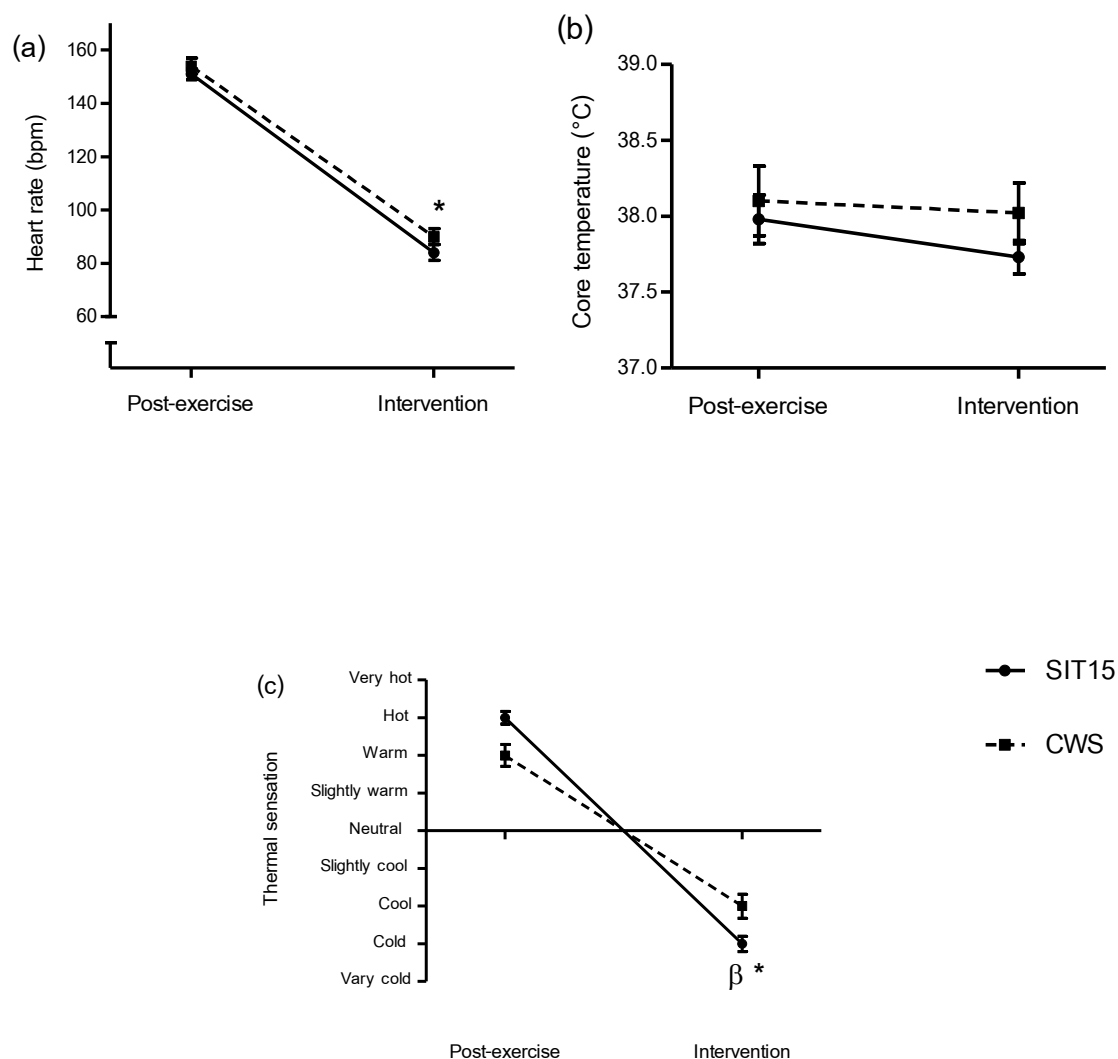 (a)
Heart rate (bpm)
160
140
120
100
80
60
*
Post-exercise Intervention
(b)
Core temperature (°C)
39.0
38.5
38.0
37.5
37.0
Post-exercise Intervention
(c)
Thermal sensation
Very hot
Hot
Warm
Slightly warm
Neutral
Slightly cool
Cool
Cold
Vary cold
β *
Post-exercise Intervention
SIT15
CWS